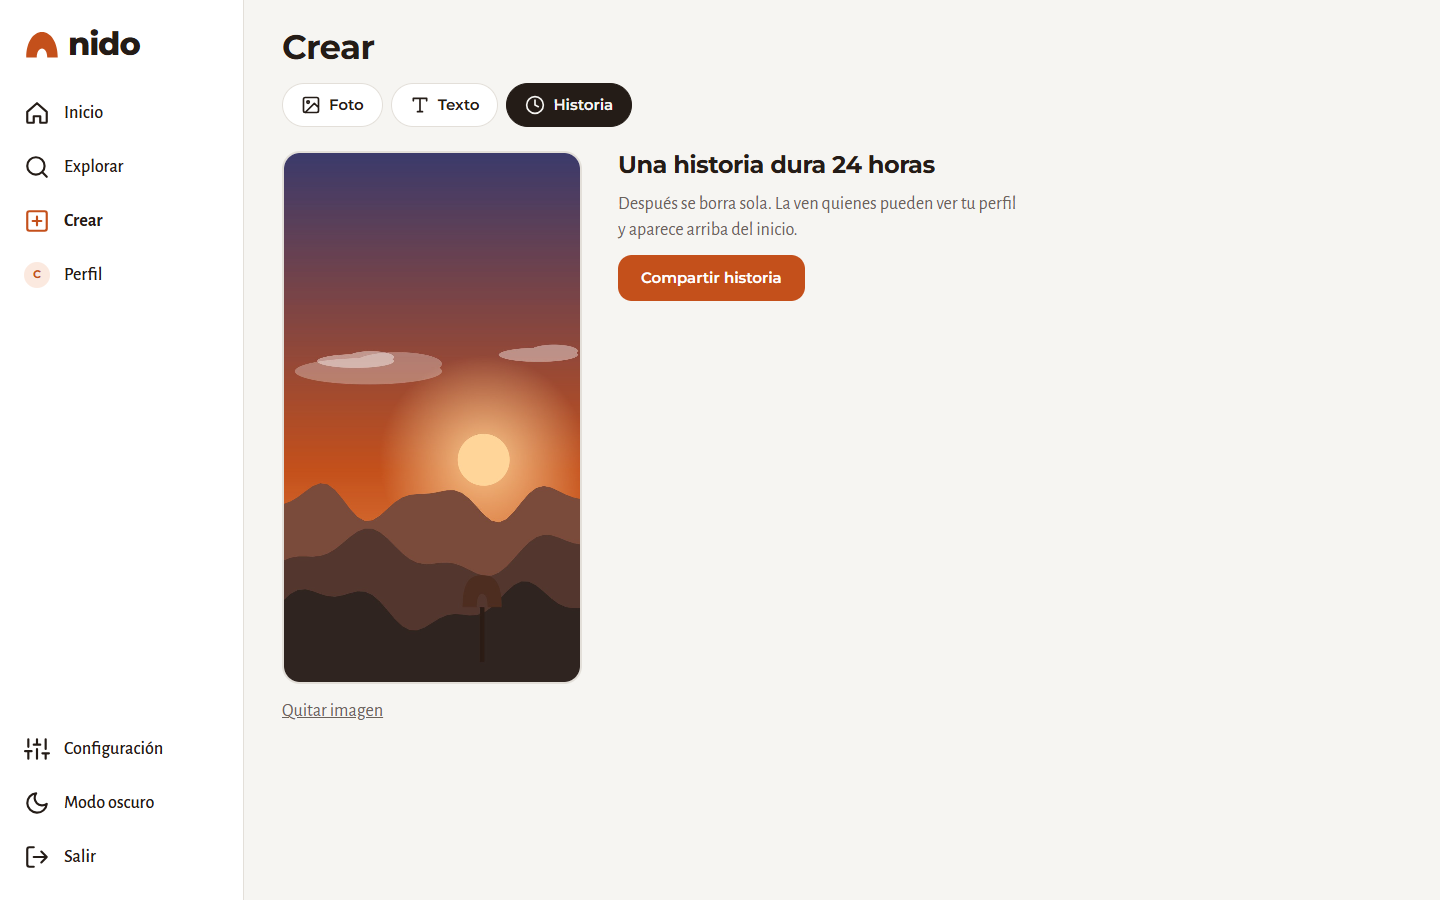 nido
Inicio
Explorar
Crear
C
Perfil
Configuración
Modo oscuro
Salir
Crear
Foto
Texto
Historia
Una historia dura 24 horas
Después se borra sola. La ven quienes pueden ver tu perfil
y aparece arriba del inicio.
Compartir historia
Quitar imagen